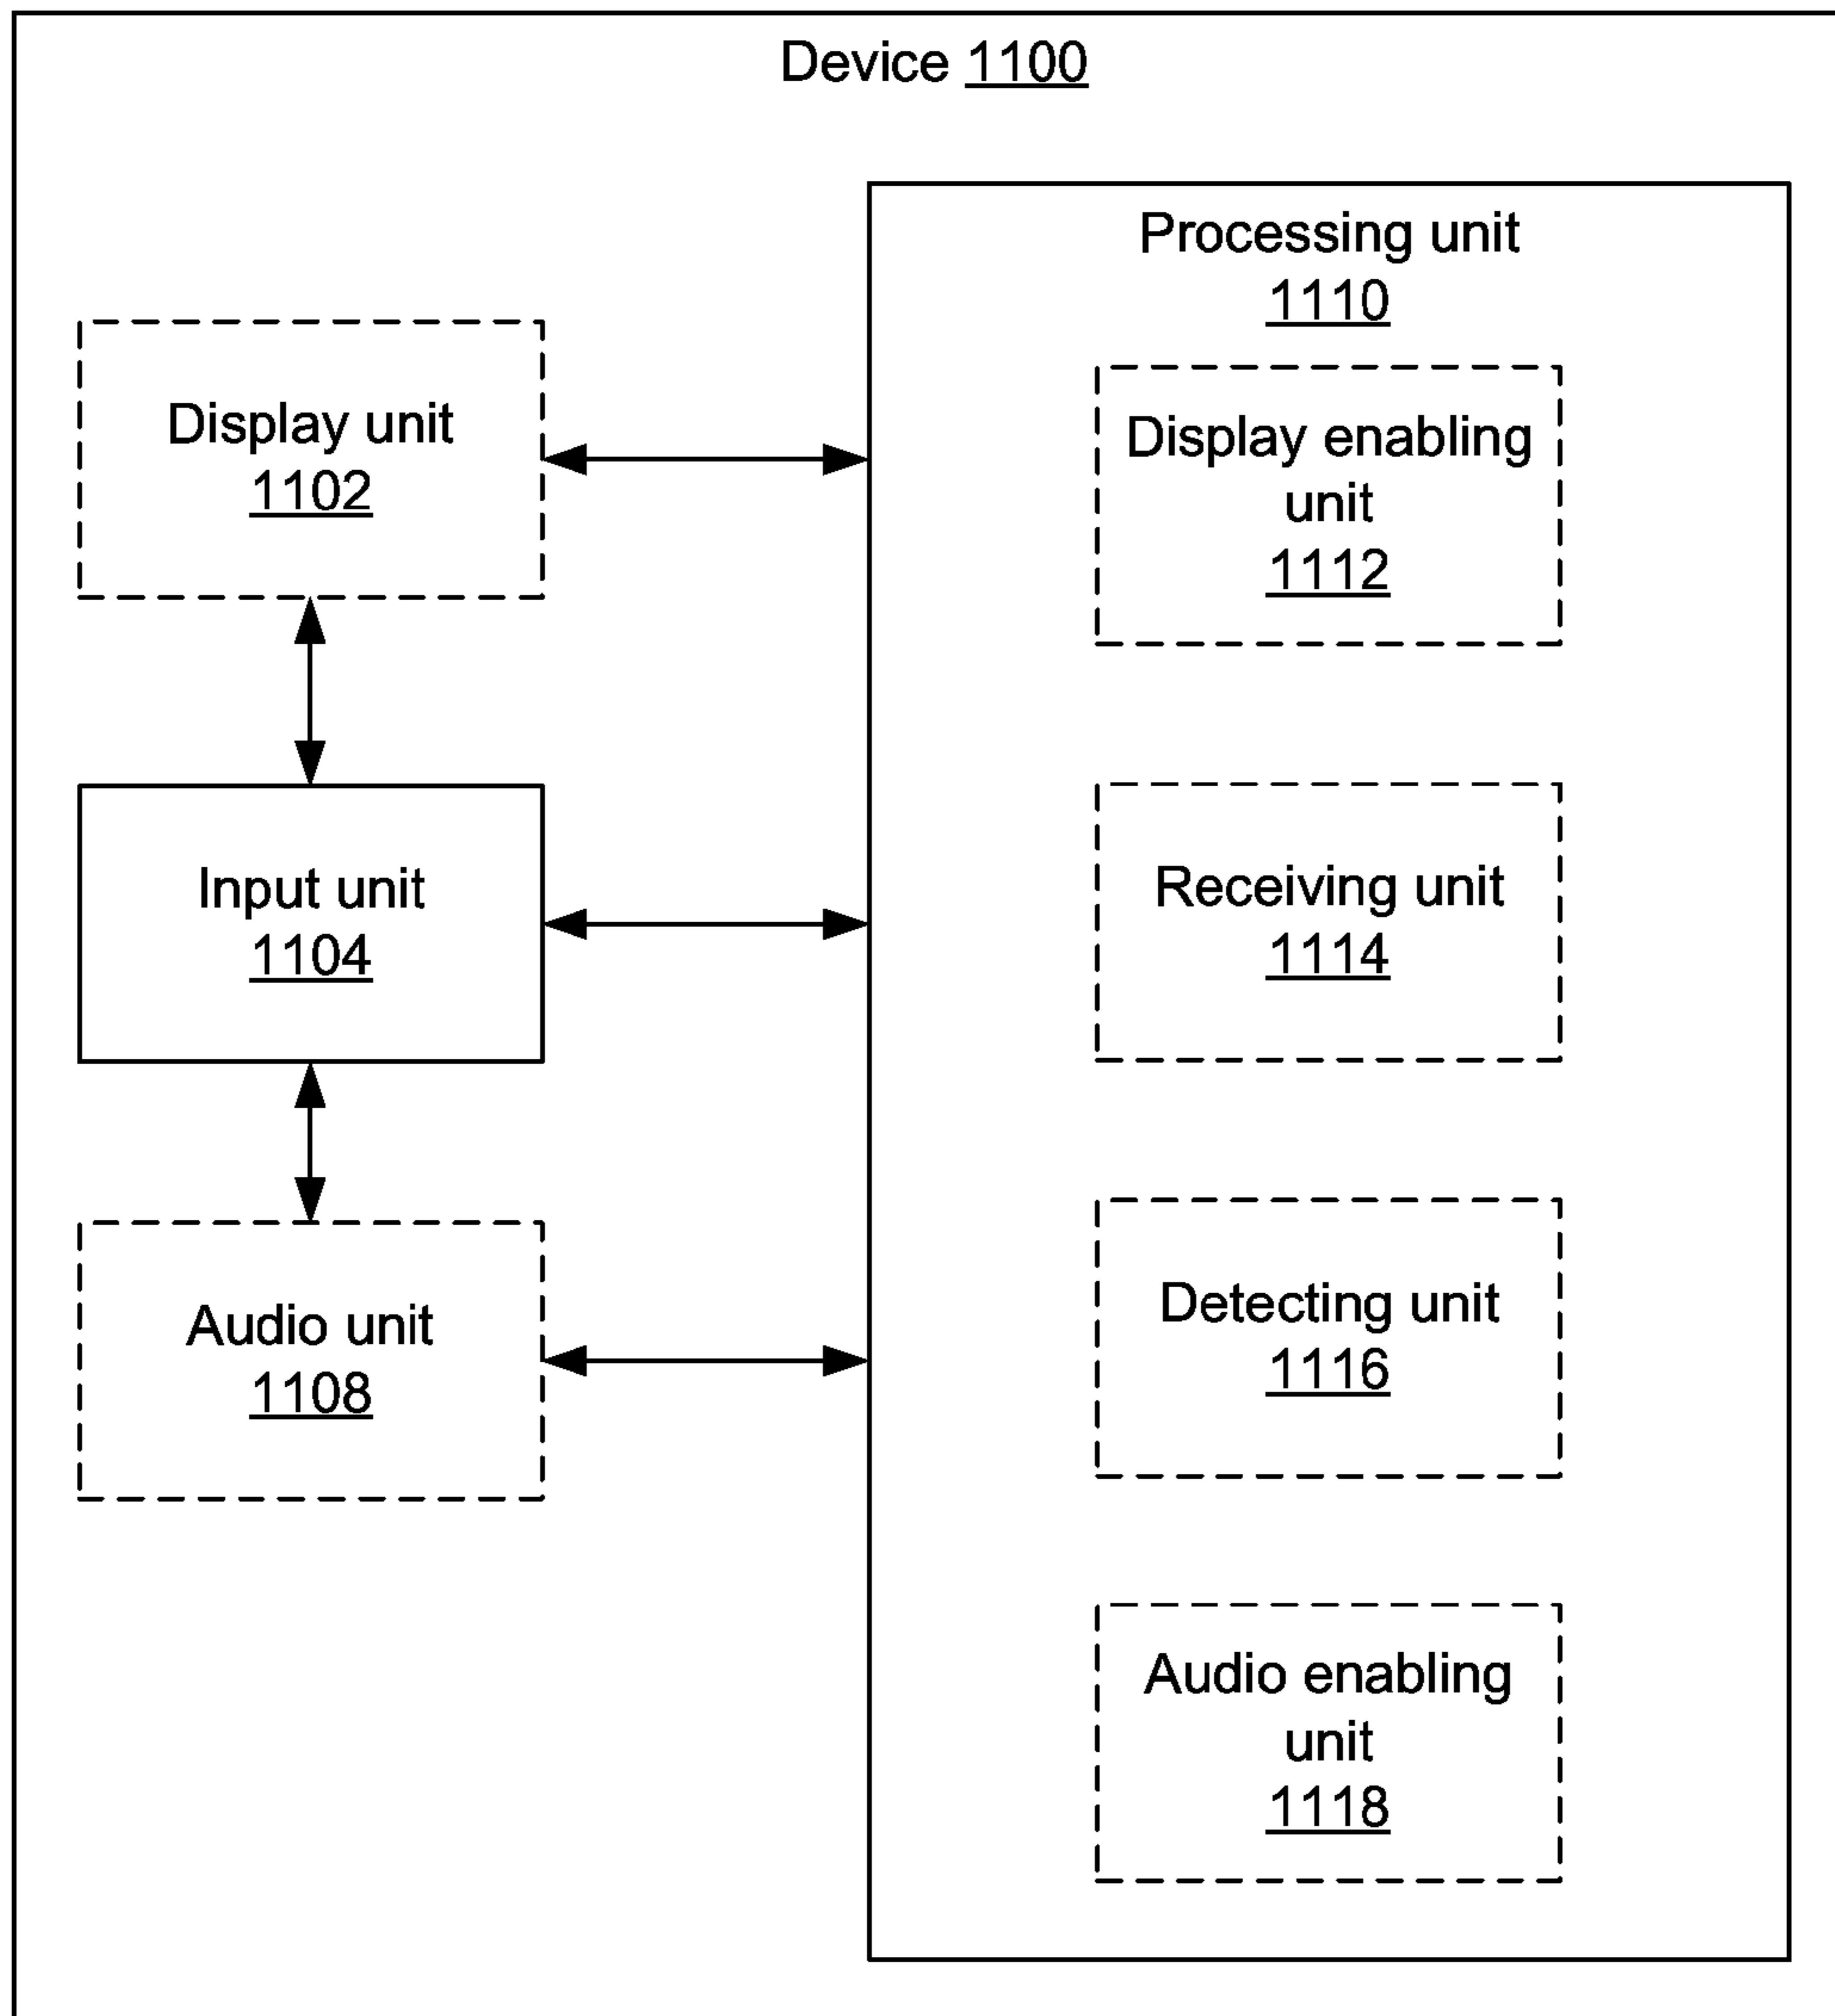 Device 1100
Processing unit
1110
Display unit
1102
Display enabling
unit
1112
Input unit
1104
Receiving unit
1114
Audio unit
1108
Detecting unit
1116
Audio enabling
unit
1118